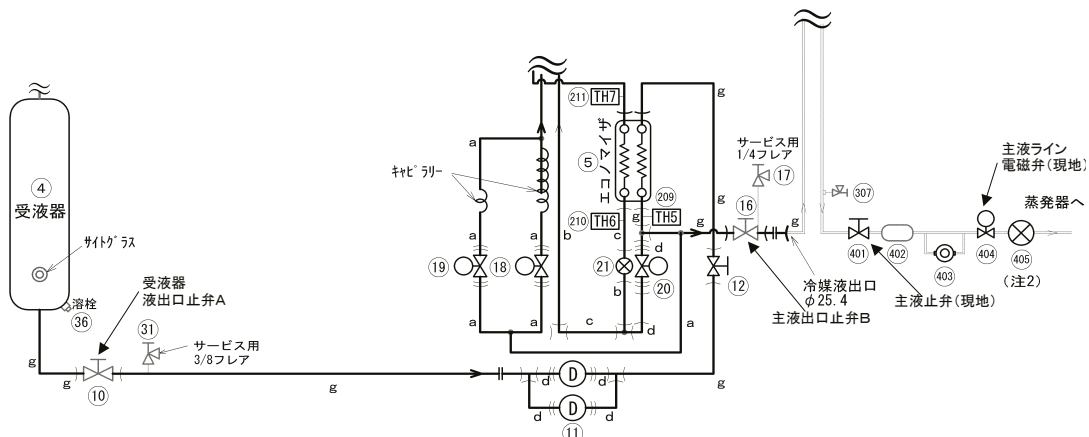 4
受液器
サイトグラス
溶栓
36
受液器
液出口止弁A
31
サービス用
3/8フレア
g
g
10
g
キャピラリー
a
a
b
19
18
a
a
a
a
c
211
TH7
c
エコノマイザ
5
210
TH6
209
TH5
g
g
c
d
21
20
b
d
a
d
d
D
d
d
D
11
g
g
g
g
12
g
サービス用
1/4フレア
17
16
g
冷媒液出口
φ25.4
主液出口止弁B
307
401
402
403
404
405
(注2)
主液ライン
電磁弁(現地)
蒸発器へ
主液止弁(現地)